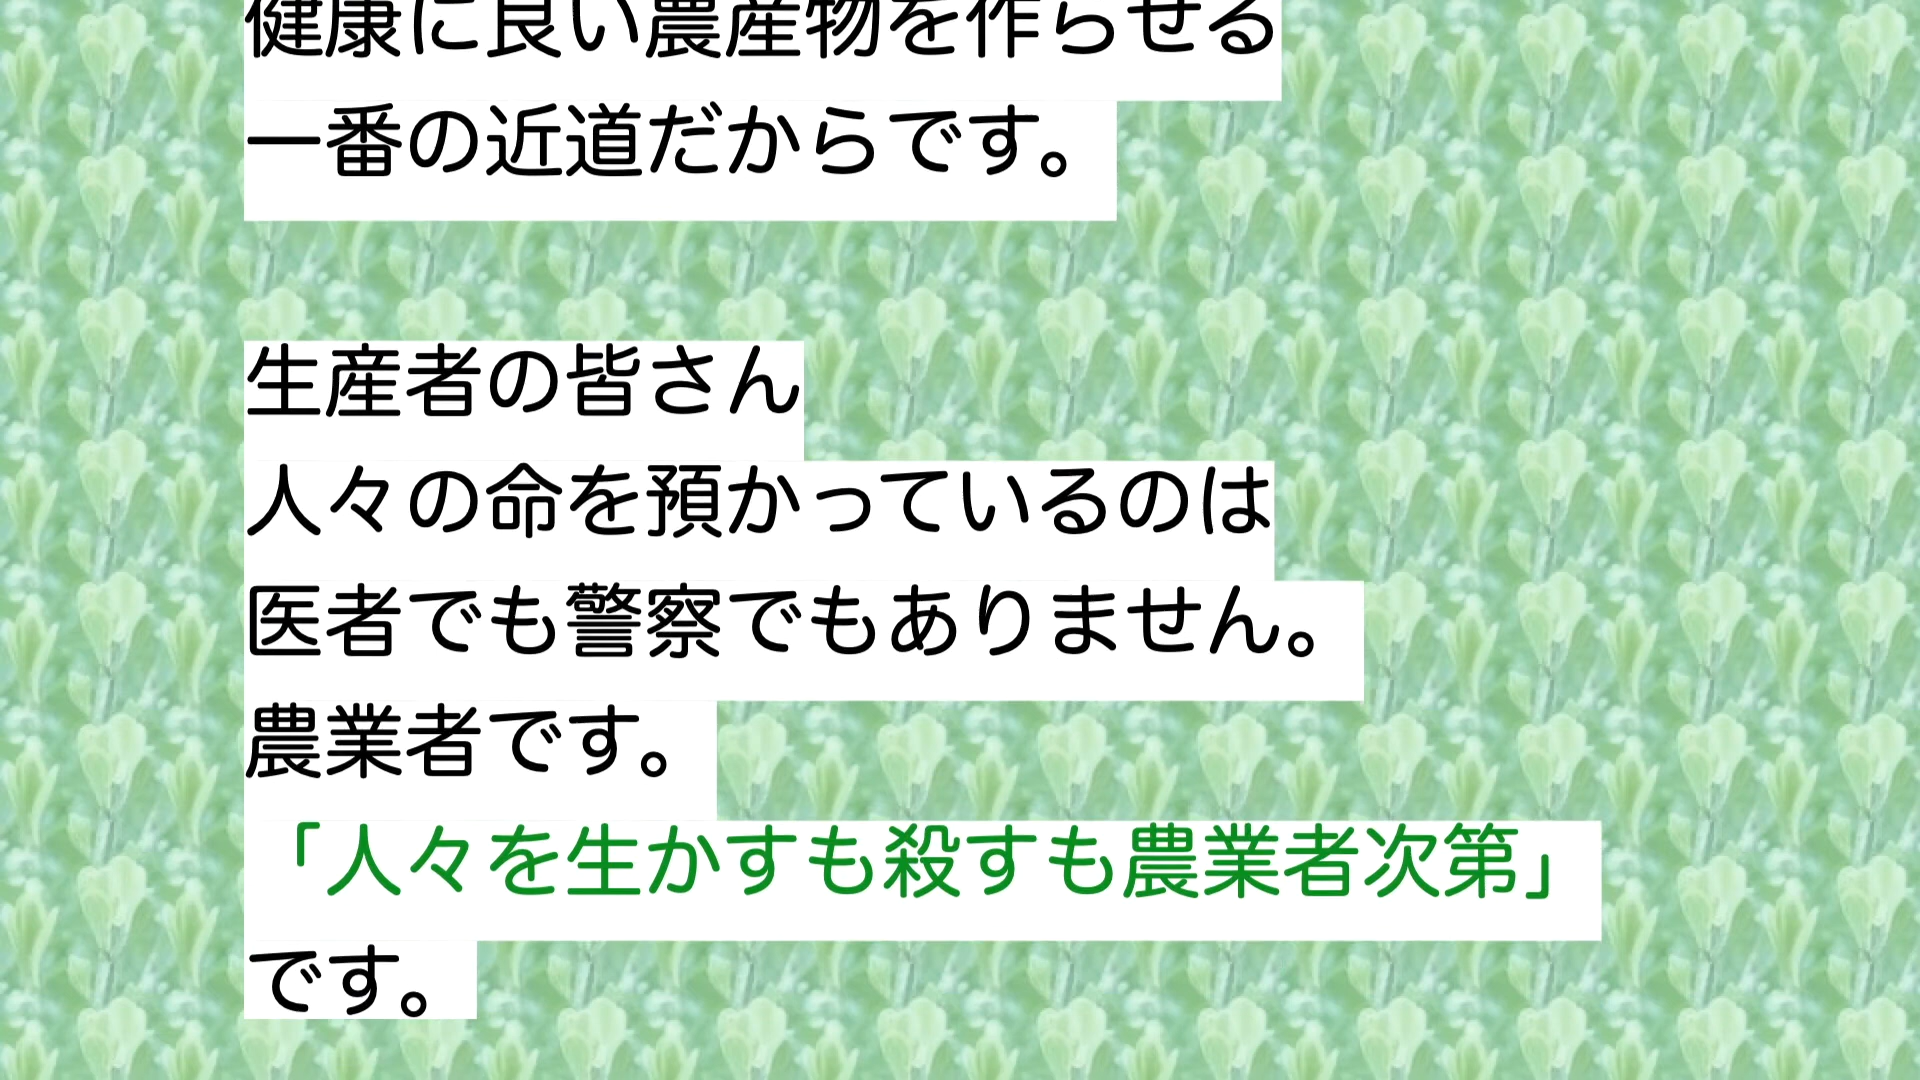 健康に良い農産物を作らせる
一番の近道だからです。
生産者の皆さん
人々の命を預かっているのは
医者でも警察でもありません。
農業者です。
「人々を生かすも殺すも農業者次第」
です。